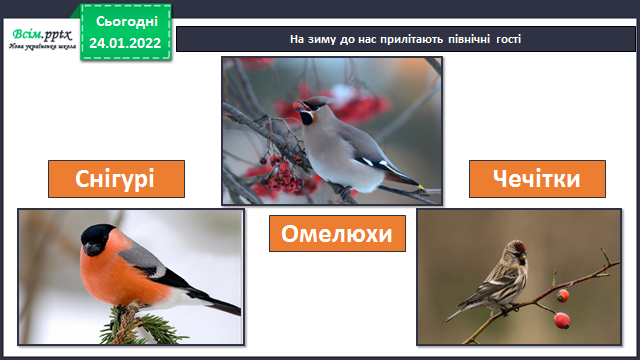 Всім.pptx
Нова українська школа
Сьогодні
24.01.2022
На зиму до нас прилітають північні гості
Снігурі
Омелюхи
Чечітки